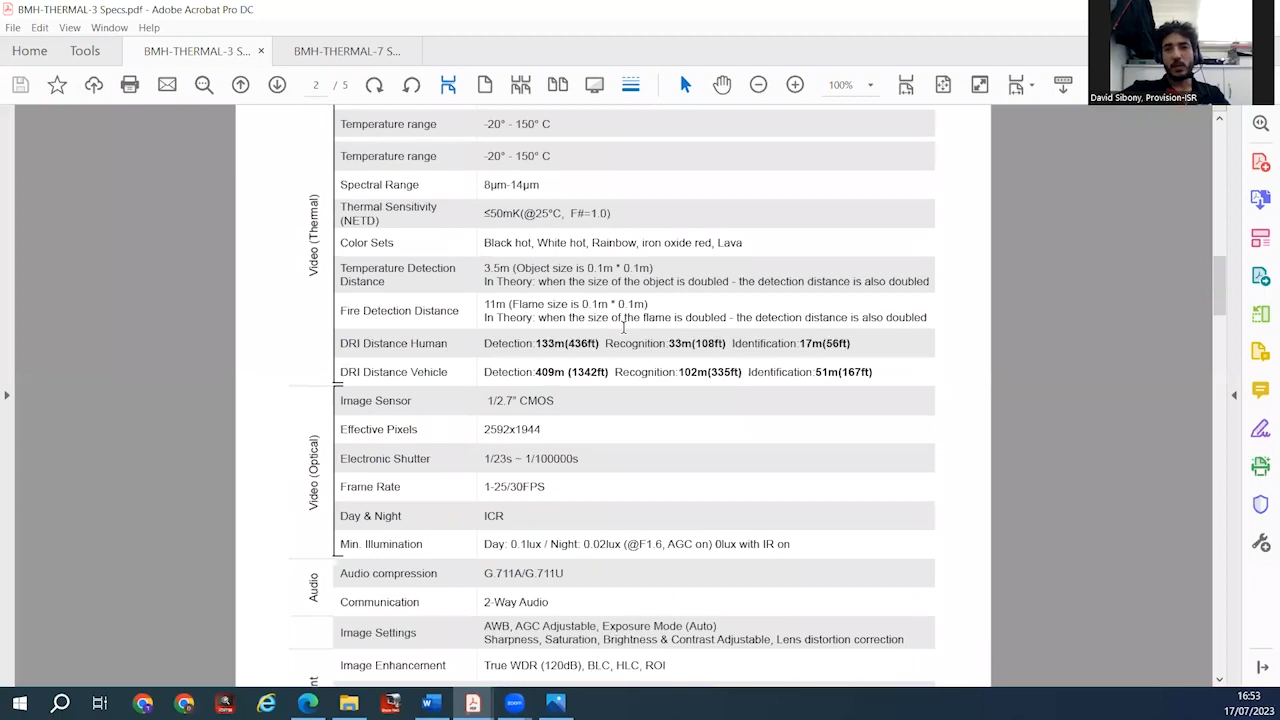 BMH-THERMAL-3 Specs.pdf - Adobe Acrobat Pro DC
File Edit View Window Help
Home Tools BMH-THERMAL-3 S... × BMH-THERMAL-7 S...
2 / 5 100%
David Sibony, Provision-ISR
Video (Thermal)
Temperature range -20° - 150° C
Temperature range -20° - 150° C
Spectral Range 8μm-14μm
Thermal Sensitivity (NETD) ≤50mK(@25°C, F#=1.0)
Color Sets Black hot, White hot, Rainbow, iron oxide red, Lava
Temperature Detection Distance 3.5m (Object size is 0.1m * 0.1m)
In Theory: when the size of the object is doubled - the detection distance is also doubled
Fire Detection Distance 11m (Flame size is 0.1m * 0.1m)
In Theory: when the size of the flame is doubled - the detection distance is also doubled
DRI Distance Human Detection:133m(436ft) Recognition:33m(108ft) Identification:17m(56ft)
DRI Distance Vehicle Detection:409m (1342ft) Recognition:102m(335ft) Identification:51m(167ft)
Video (Optical)
Image Sensor 1/2.7" CMOS
Effective Pixels 2592x1944
Electronic Shutter 1/23s ~ 1/100000s
Frame Rate 1-25/30FPS
Day & Night ICR
Min. Illumination Day: 0.1lux / Night: 0.02lux (@F1.6, AGC on) 0lux with IR on
Audio
Audio compression G.711A/G.711U
Communication 2-Way Audio
Image Settings AWB, AGC Adjustable, Exposure Mode (Auto)
Sharpness, Saturation, Brightness & Contrast Adjustable, Lens distortion correction
Image Enhancement True WDR (120dB), BLC, HLC, ROI
16:53
17/07/2023